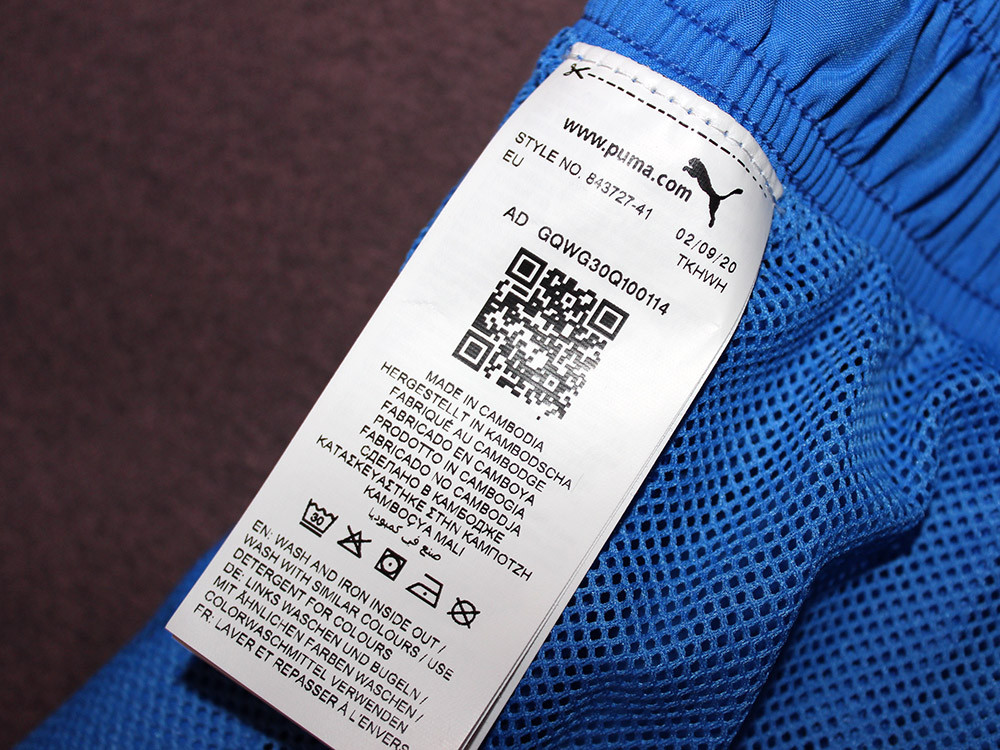 www.puma.com
STYLE NO. 843727-41
EU
02/09/20
TKHWH
AD GQWG30Q100114
MADE IN CAMBODIA
HERGESTELLT IN KAMBODSCHA
FABRIQUÉ AU CAMBODGE
FABRICADO EN CAMBOYA
PRODOTTO IN CAMBOGIA
FABRICADO NO CAMBODJA
СДЕЛАНО В КАМБОДЖЕ
ΚΑΤΑΣΚΕΥΑΣΤΗΚΕ ΣΤΗΝ ΚΑΜΠΟΤΖΗ
KAMBOÇYA MALI
صنع في كمبوديا
30
EN: WASH AND IRON INSIDE OUT /
WASH WITH SIMILAR COLOURS / USE
DETERGENT FOR COLOURS
DE: LINKS WASCHEN UND BUGELN /
MIT ÄHNLICHEN FARBEN WASCHEN /
COLORWASCHMITTEL VERWENDEN
FR: LAVER ET REPASSER À L'ENVERS